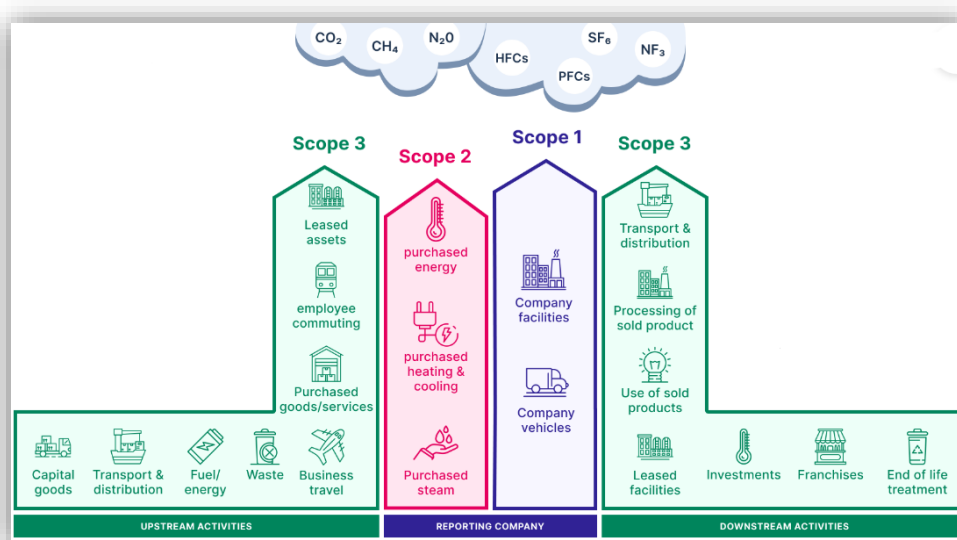 CO₂
CH₄
N₂0
HFCs
PFCs
SF₆
NF₃
Scope 3
Scope 2
Scope 1
Scope 3
Leased
assets
employee
commuting
Purchased
goods/services
Capital
goods
Transport &
distribution
Fuel/
energy
Waste
Business
travel
purchased
energy
purchased
heating &
cooling
Purchased
steam
Company
facilities
Company
vehicles
Transport &
distribution
Processing of
sold product
Use of sold
products
Leased
facilities
Investments
Franchises
End of life
treatment
UPSTREAM ACTIVITIES
REPORTING COMPANY
DOWNSTREAM ACTIVITIES